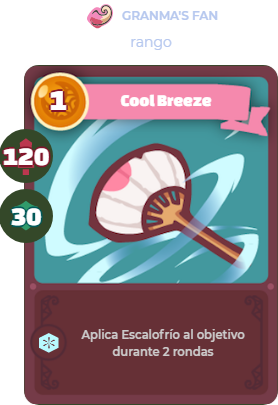 GRANMA'S FAN
rango
1
Cool Breeze
120
30
Aplica Escalofrío al objetivo
durante 2 rondas